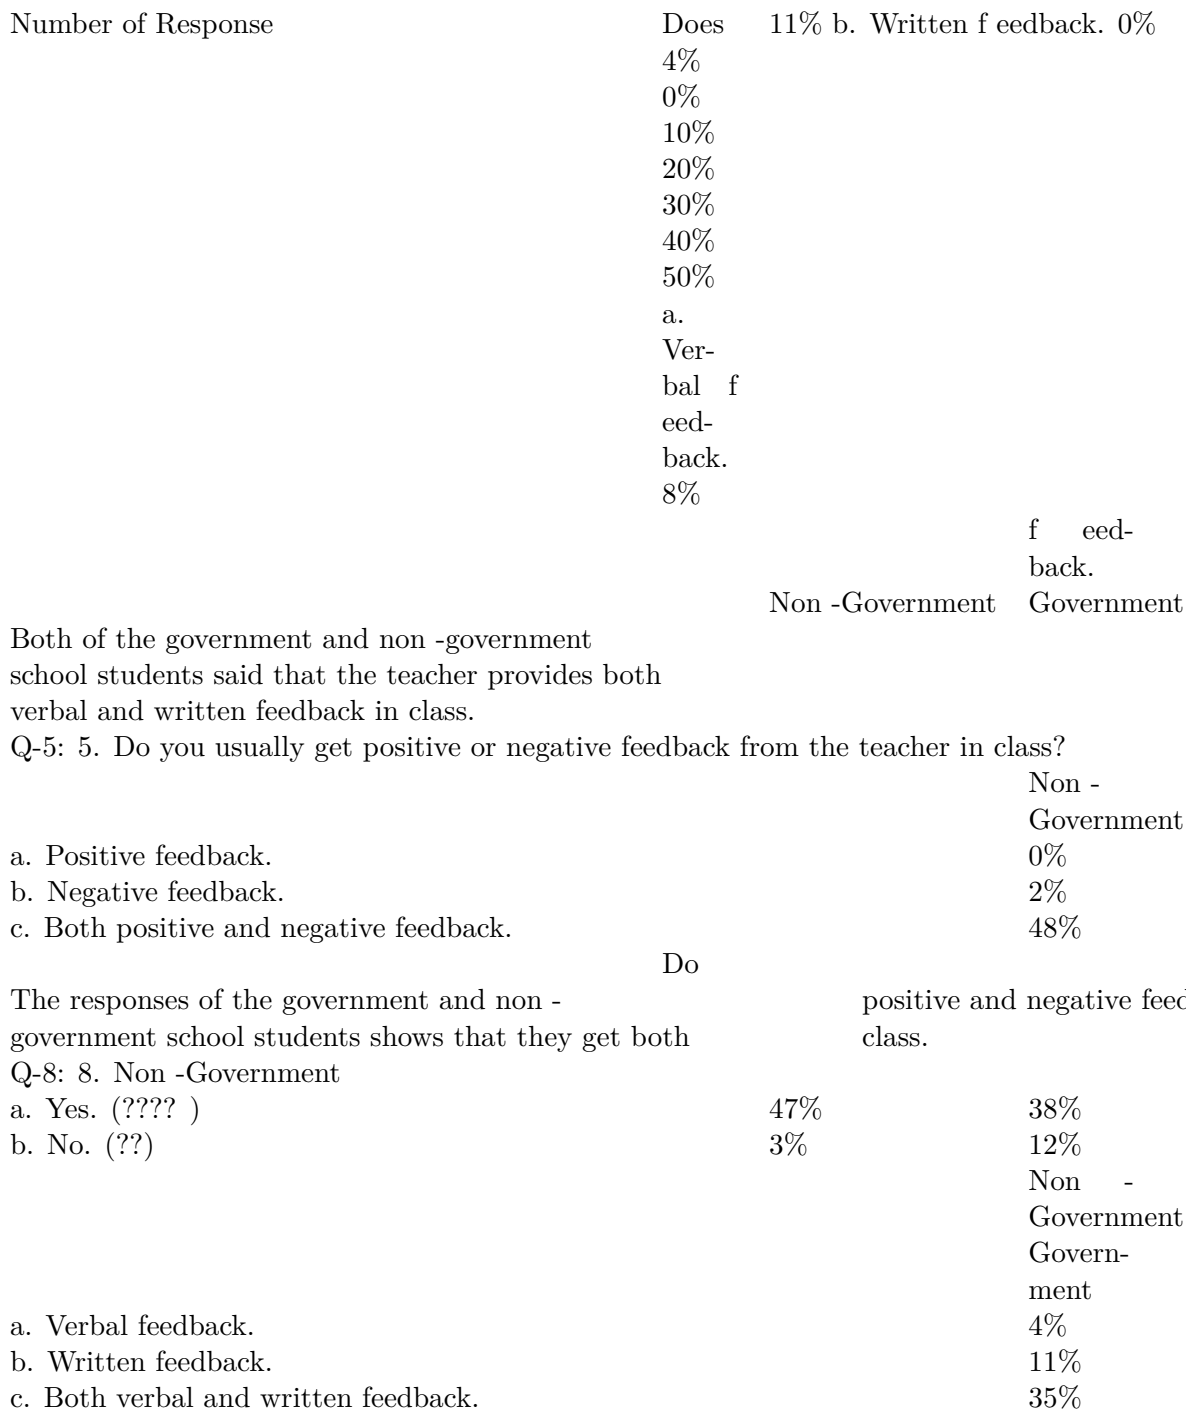 Number of Response Does 11% b. Written f eedback. 0%
4%
0%
10%
20%
30%
40%
50%
a.
Ver-
bal f
eed-
back.
8%
f eed-
back.
Non -Government Government
Both of the government and non -government
school students said that the teacher provides both
verbal and written feedback in class.
Q-5: 5. Do you usually get positive or negative feedback from the teacher in class?
Non -
Government
a. Positive feedback. 0%
b. Negative feedback. 2%
c. Both positive and negative feedback. 48%
Do
The responses of the government and non - positive and negative feed
government school students shows that they get both class.
Q-8: 8. Non -Government
a. Yes. (???? ) 47% 38%
b. No. (??) 3% 12%
Non -
Government
Govern-
ment
a. Verbal feedback. 4%
b. Written feedback. 11%
c. Both verbal and written feedback. 35%